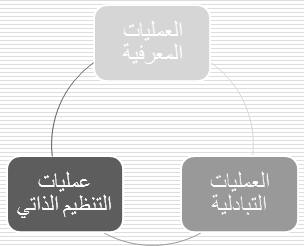 العمليات
المعرفية
العمليات
التبادلية
عمليات
التنظيم الذاتي